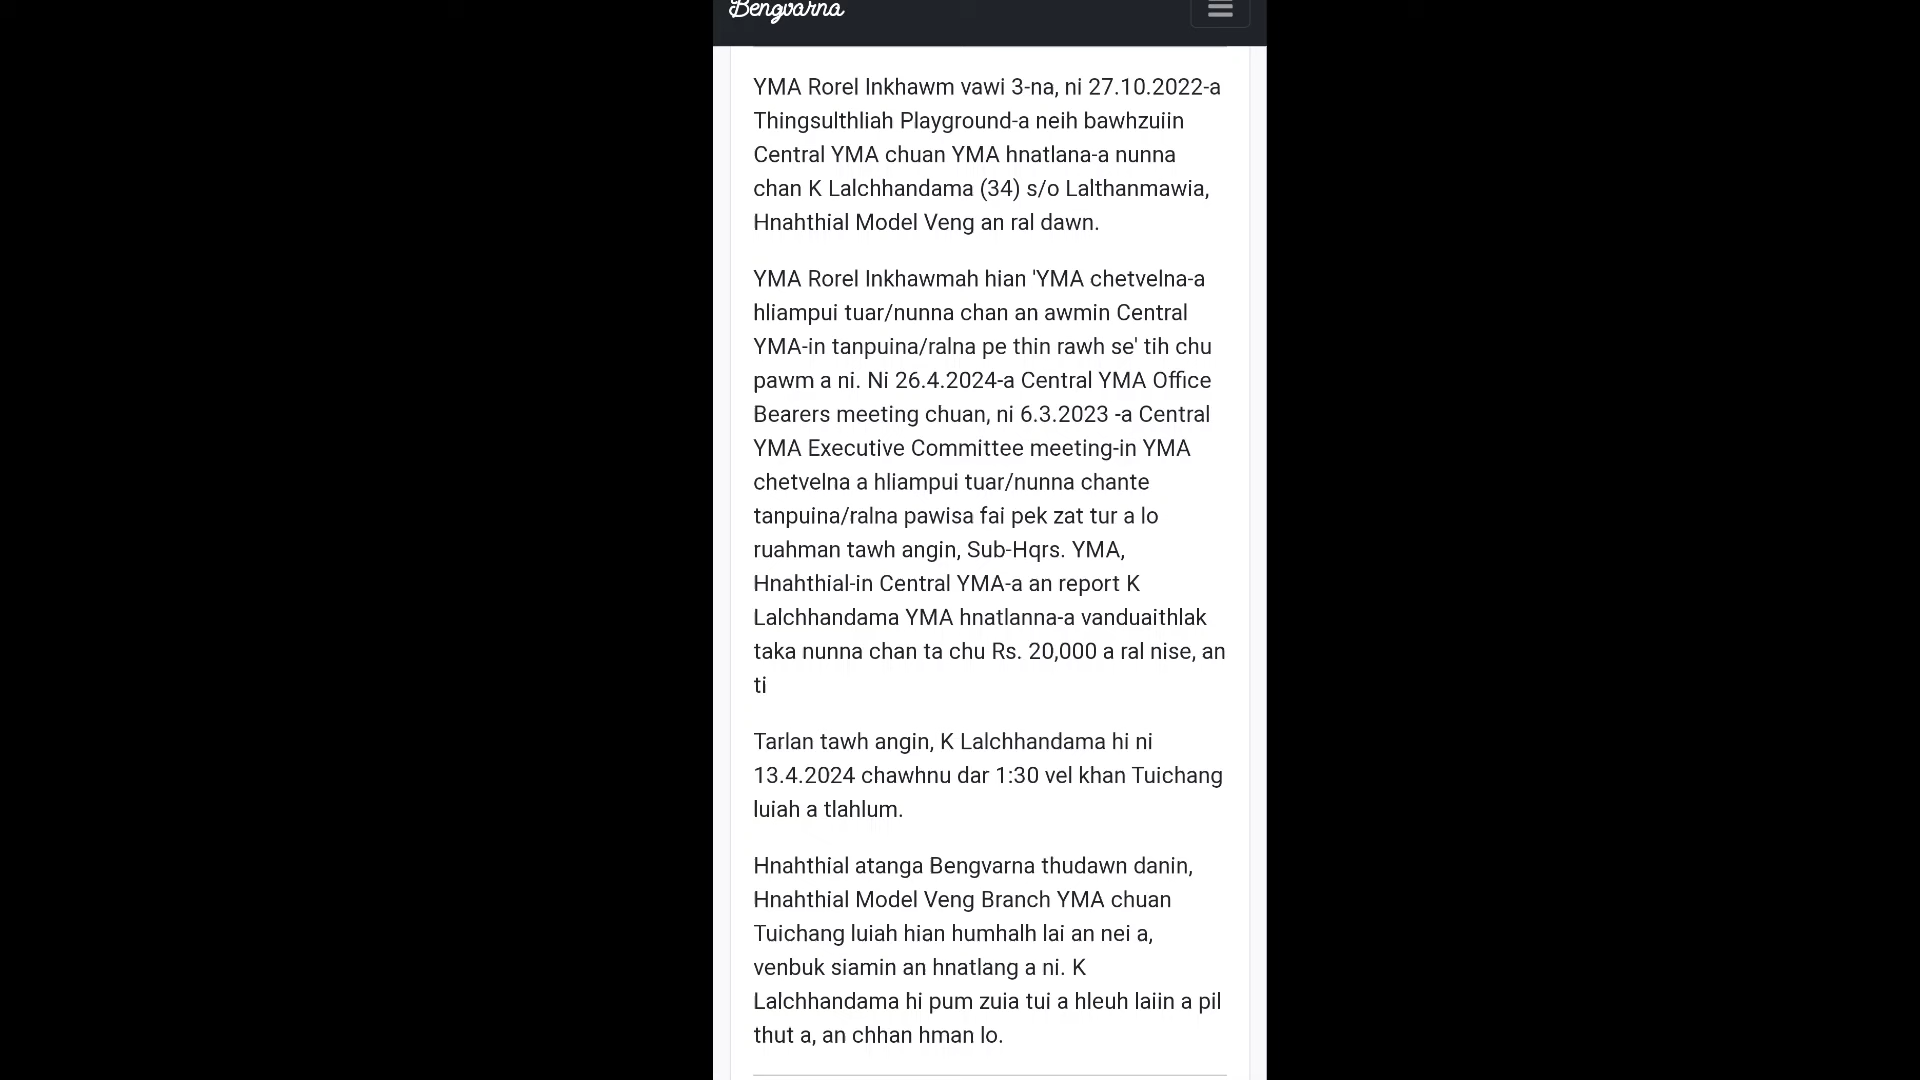 Bengvarna
YMA Rorel Inkhawm vawi 3-na, ni 27.10.2022-a
Thingsulthliah Playground-a neih bawhzuiin
Central YMA chuan YMA hnatlana-a nunna
chan K Lalchhandama (34) s/o Lalthanmawia,
Hnahthial Model Veng an ral dawn.
YMA Rorel Inkhawmah hian 'YMA chetvelna-a
hliampui tuar/nunna chan an awmin Central
YMA-in tanpuina/ralna pe thin rawh se' tih chu
pawm a ni. Ni 26.4.2024-a Central YMA Office
Bearers meeting chuan, ni 6.3.2023 -a Central
YMA Executive Committee meeting-in YMA
chetvelna a hliampui tuar/nunna chante
tanpuina/ralna pawisa fai pek zat tur a lo
ruahman tawh angin, Sub-Hqrs. YMA,
Hnahthial-in Central YMA-a an report K
Lalchhandama YMA hnatlanna-a vanduaithlak
taka nunna chan ta chu Rs. 20,000 a ral nise, an
ti
Tarlan tawh angin, K Lalchhandama hi ni
13.4.2024 chawhnu dar 1:30 vel khan Tuichang
luiah a tlahlum.
Hnahthial atanga Bengvarna thudawn danin,
Hnahthial Model Veng Branch YMA chuan
Tuichang luiah hian humhalh lai an nei a,
venbuk siamin an hnatlang a ni. K
Lalchhandama hi pum zuia tui a hleuh laiin a pil
thut a, an chhan hman lo.